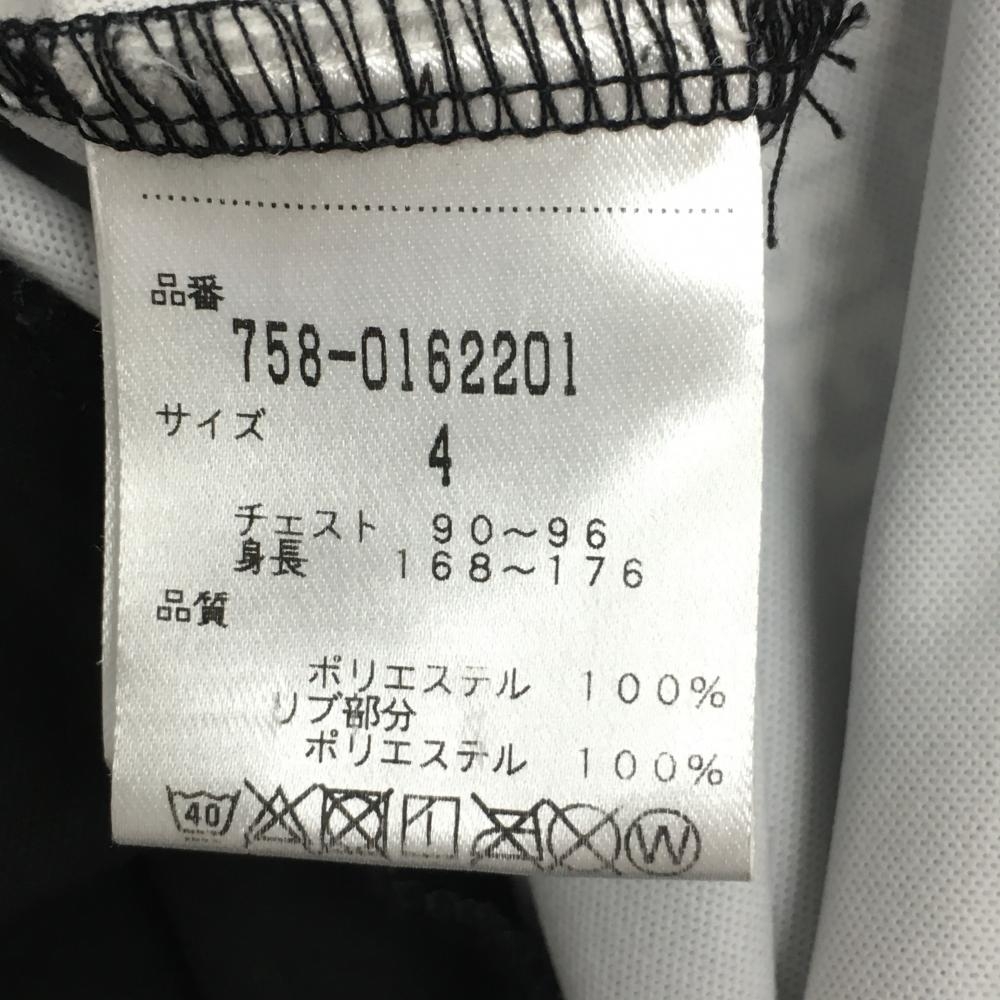 4
品番
758-0162201
サイズ
4
チェスト 90～96
身長 168～176
品質
ポリエステル 100%
リブ部分
ポリエステル 100%
40
W